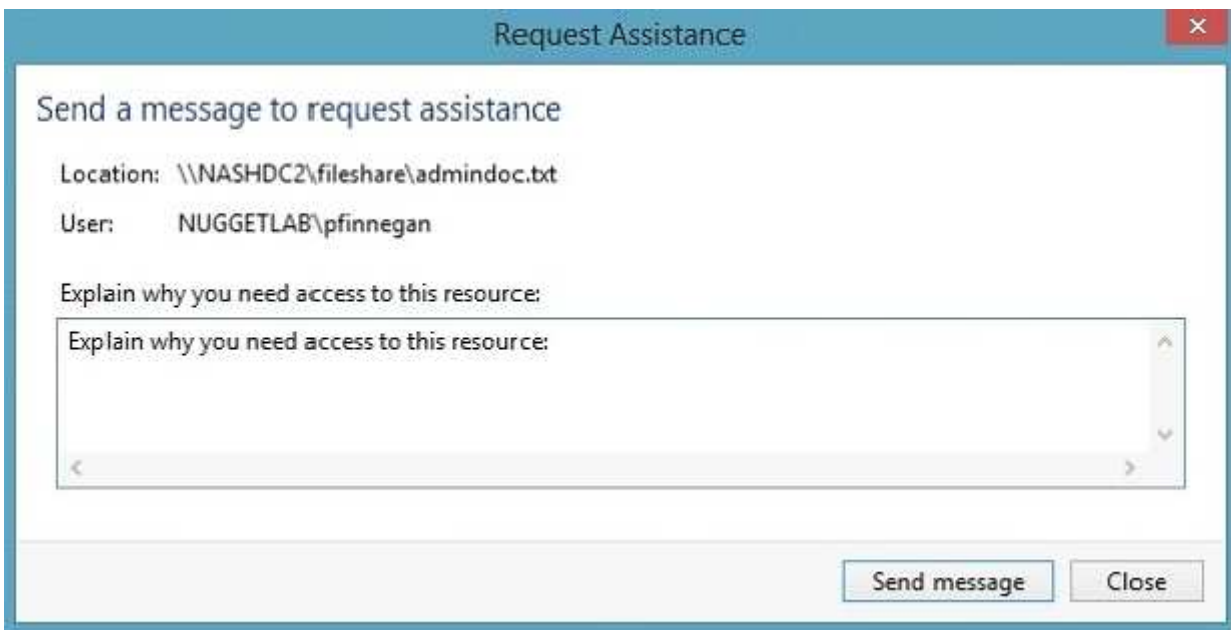 Request Assistance
Send a message to request assistance
Location: \\NASHDC2\fileshare\admindoc.txt
User: NUGGETLAB\pfinnegan
Explain why you need access to this resource:
Explain why you need access to this resource:
Send message Close